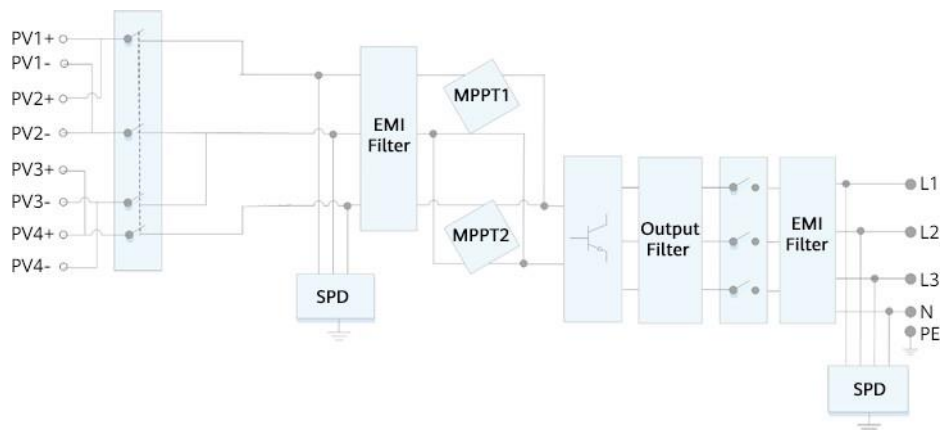 PV1+
PV1-
PV2+
PV2-
PV3+
PV3-
PV4+
PV4-
EMI
Filter
MPPT1
MPPT2
SPD
Output
Filter
EMI
Filter
L1
L2
L3
N
PE
SPD